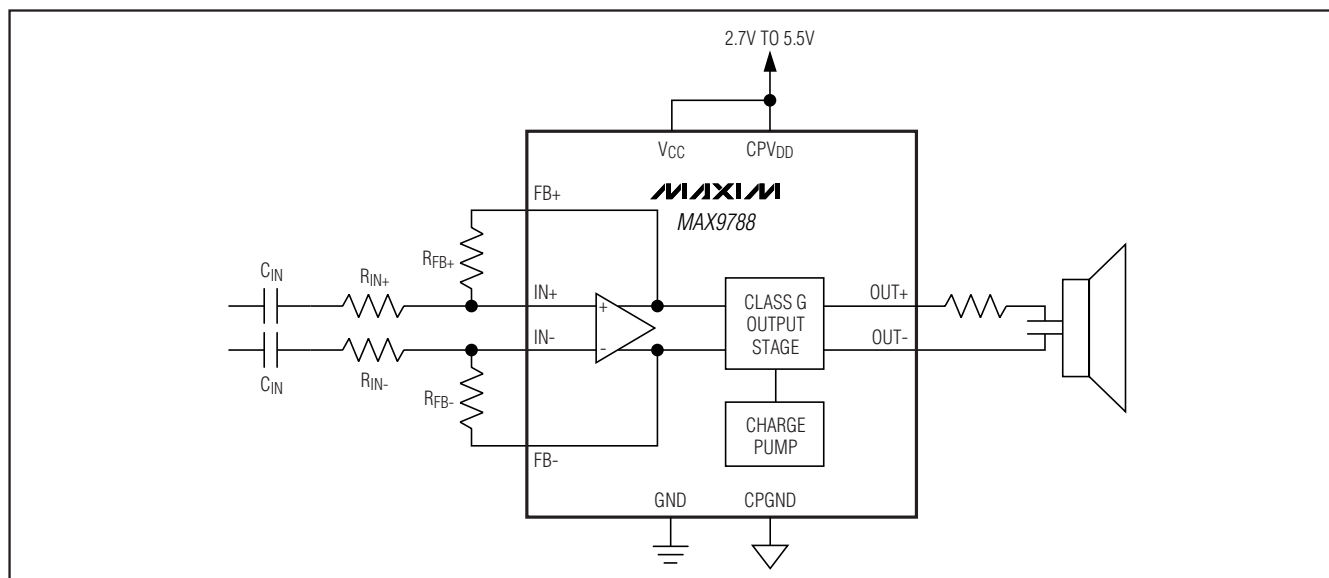 2.7V TO 5.5V
VCC
CPVDD
FB+
MAXIM
MAX9788
RFB+
CIN
RIN+
IN+
+
CLASS G
OUTPUT
STAGE
OUT+
IN-
-
OUT-
CIN
RIN-
RFB-
CHARGE
PUMP
FB-
GND
CPGND